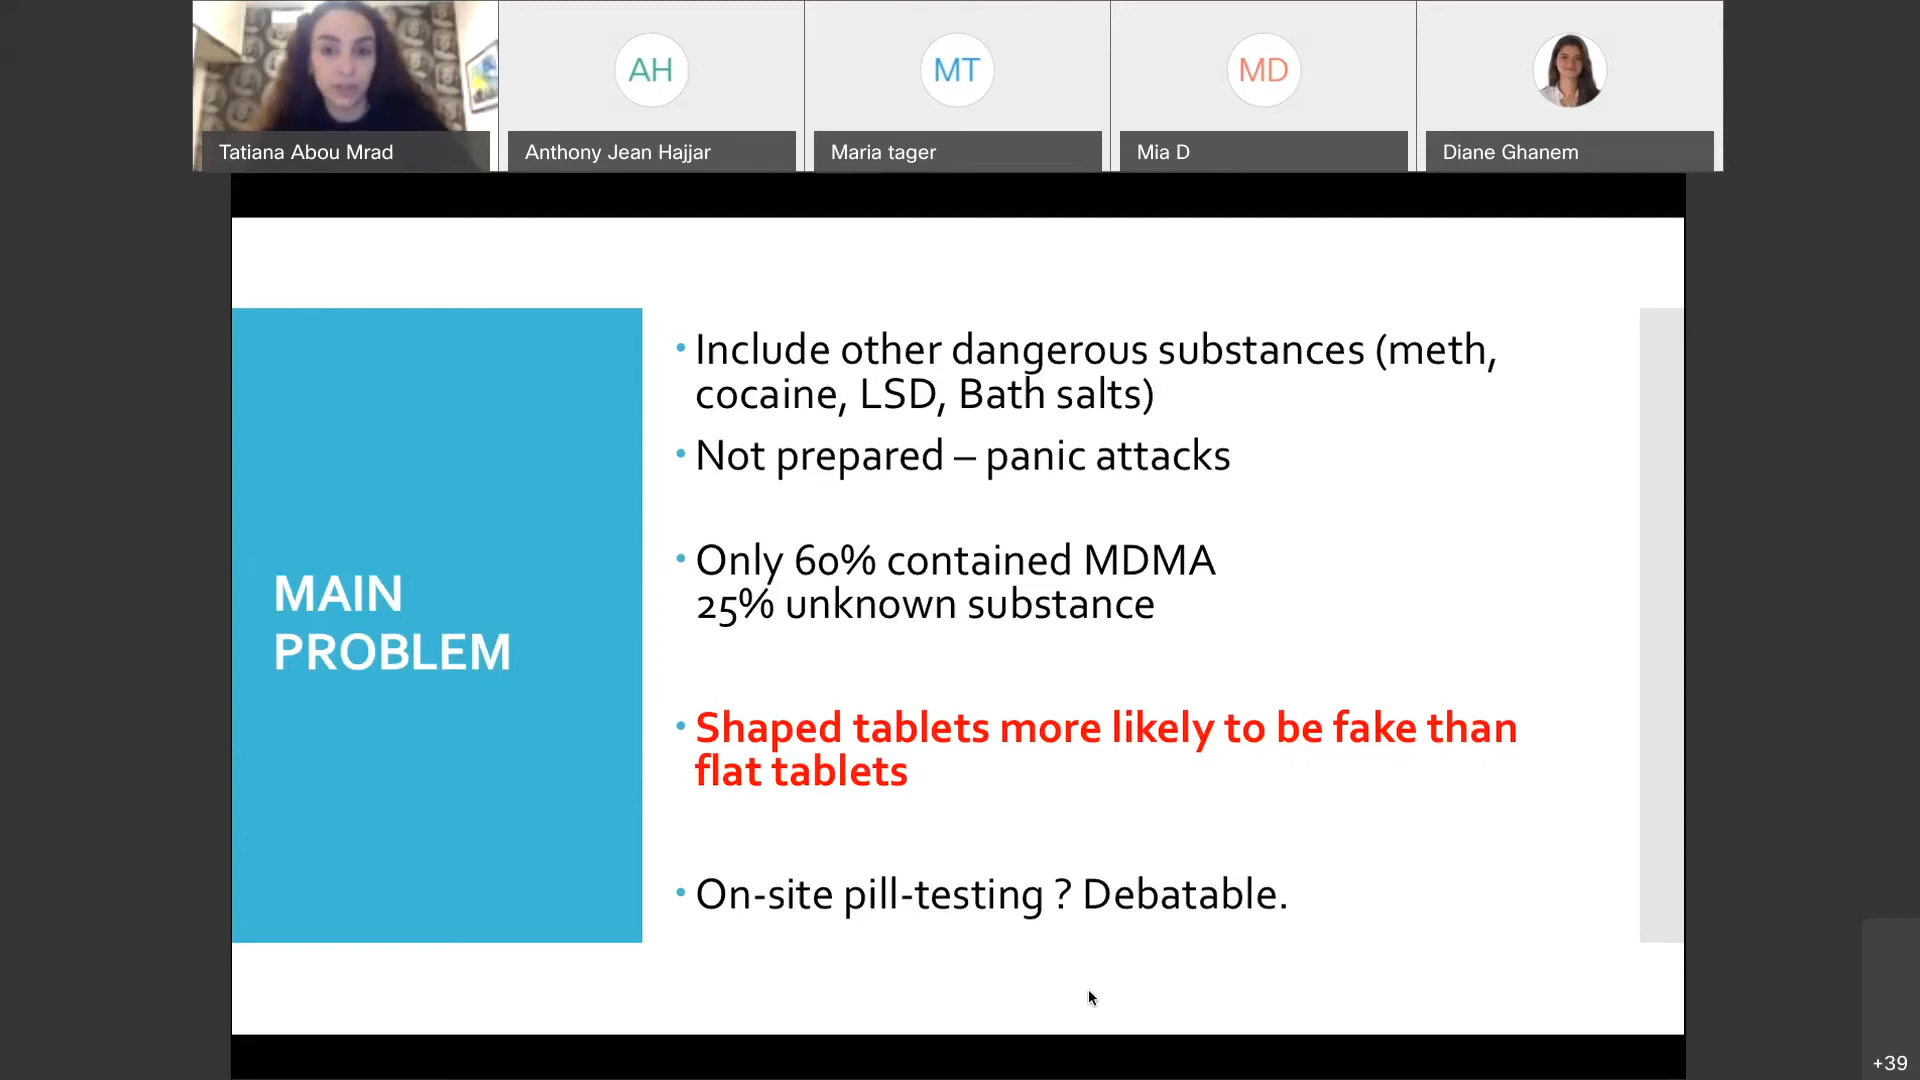 AH
MT
MD
Tatiana Abou Mrad
Anthony Jean Hajjar
Maria tager
Mia D
Diane Ghanem
MAIN
PROBLEM
• Include other dangerous substances (meth,
cocaine, LSD, Bath salts)
• Not prepared – panic attacks
• Only 60% contained MDMA
25% unknown substance
• Shaped tablets more likely to be fake than
flat tablets
• On-site pill-testing ? Debatable.
+39